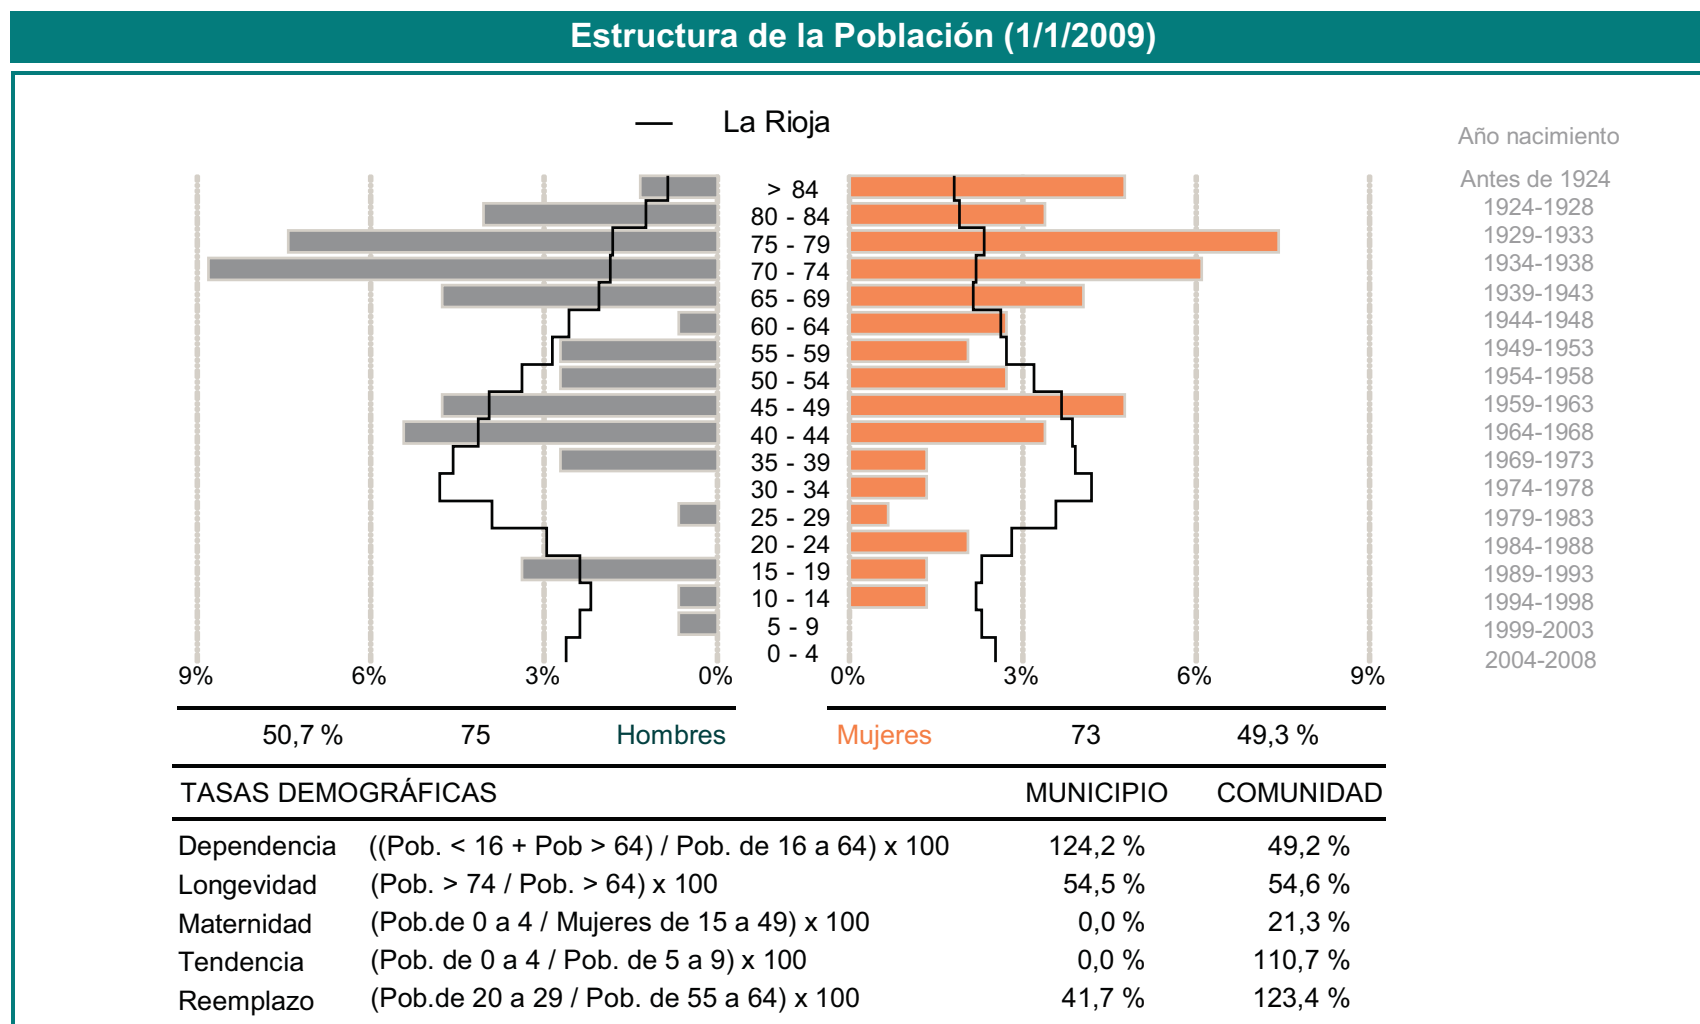 Estructura de la Población (1/1/2009)
La Rioja
Año nacimiento
> 84 Antes de 1924
80 - 84 1924-1928
75 - 79 1929-1933
70 - 74 1934-1938
65 - 69 1939-1943
60 - 64 1944-1948
55 - 59 1949-1953
50 - 54 1954-1958
45 - 49 1959-1963
40 - 44 1964-1968
35 - 39 1969-1973
30 - 34 1974-1978
25 - 29 1979-1983
20 - 24 1984-1988
15 - 19 1989-1993
10 - 14 1994-1998
5 - 9 1999-2003
0 - 4 2004-2008
9% 6% 3% 0% 0% 3% 6% 9%
50,7 % 75 Hombres Mujeres 73 49,3 %
TASAS DEMOGRÁFICAS MUNICIPIO COMUNIDAD
Dependencia ((Pob. < 16 + Pob > 64) / Pob. de 16 a 64) x 100 124,2 % 49,2 %
Longevidad (Pob. > 74 / Pob. > 64) x 100 54,5 % 54,6 %
Maternidad (Pob.de 0 a 4 / Mujeres de 15 a 49) x 100 0,0 % 21,3 %
Tendencia (Pob. de 0 a 4 / Pob. de 5 a 9) x 100 0,0 % 110,7 %
Reemplazo (Pob.de 20 a 29 / Pob. de 55 a 64) x 100 41,7 % 123,4 %